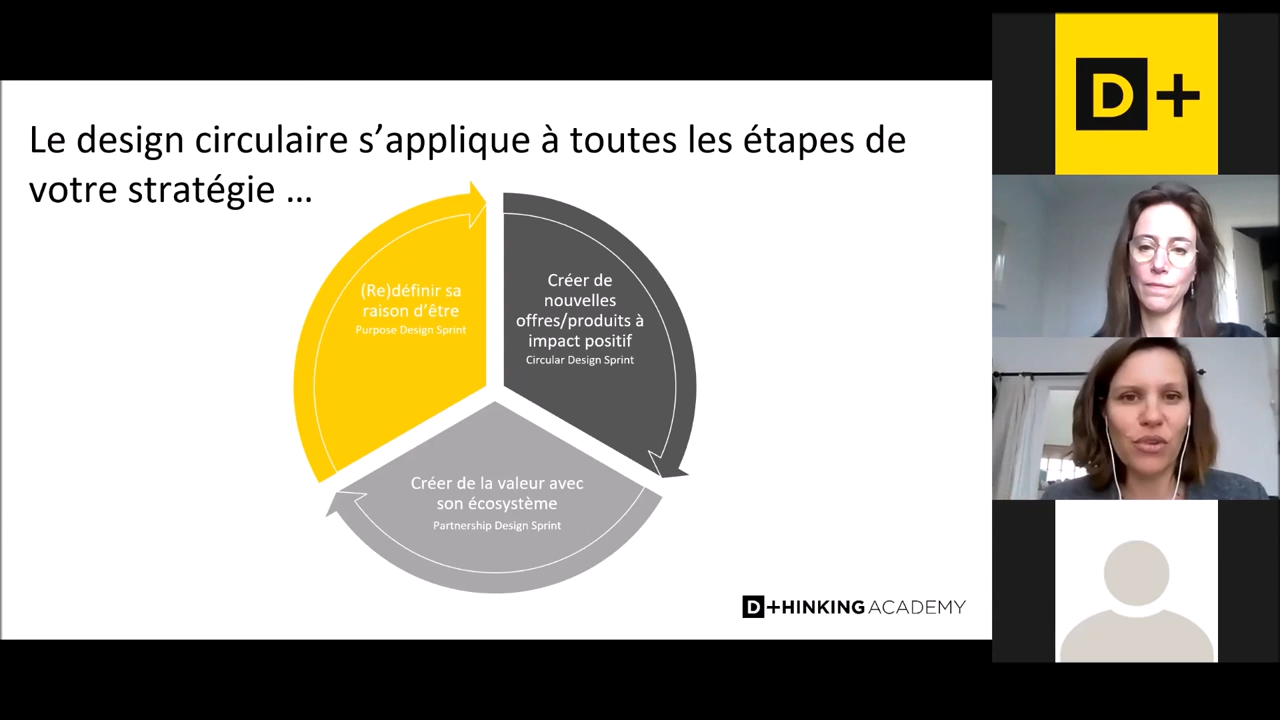 Le design circulaire s’applique à toutes les étapes de
votre stratégie …
(Re)définir sa
raison d’être
Purpose Design Sprint
Créer de
nouvelles
offres/produits à
impact positif
Circular Design Sprint
Créer de la valeur avec
son écosystème
Partnership Design Sprint
D+HINKING ACADEMY
D+